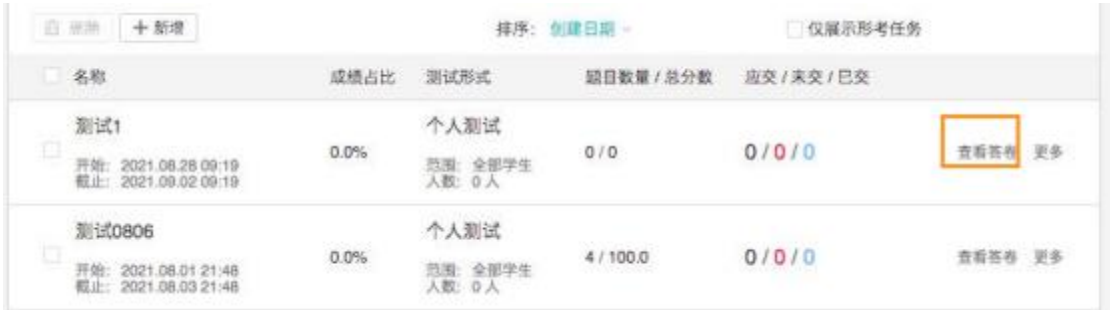 删除 + 新增 排序: 创建日期 仅展示形考任务
名称 成绩占比 测试形式 题目数量 / 总分数 应交 / 未交 / 已交
测试1 个人测试
0.0% 0 / 0 0 / 0 / 0 查看答卷 更多
开始: 2021.08.28 09:19 范围: 全部学生
截止: 2021.09.02 09:19 人数: 0 人
测试0806 个人测试
0.0% 4 / 100.0 0 / 0 / 0 查看答卷 更多
开始: 2021.08.01 21:48 范围: 全部学生
截止: 2021.08.03 21:48 人数: 0 人